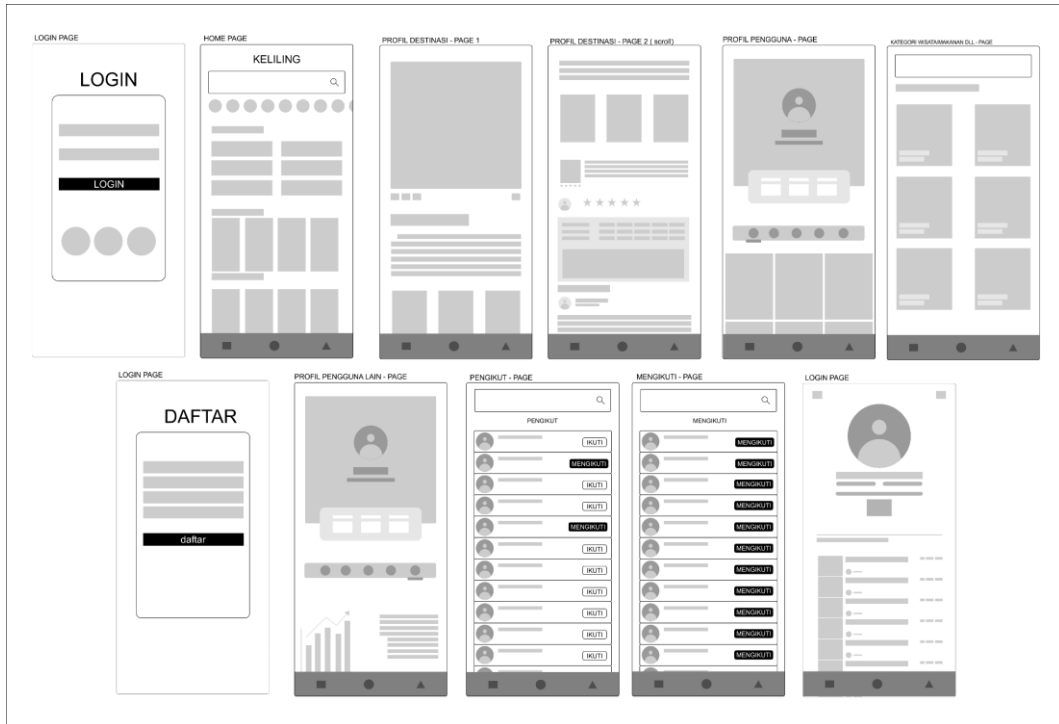 LOGIN PAGE
LOGIN
LOGIN
HOME PAGE
KELILING
PROFIL DESTINASI - PAGE 1
PROFIL DESTINASI - PAGE 2 ( scroll)
PROFIL PENGGUNA - PAGE
KATEGORI WISATA/MAKANAN DLL - PAGE
LOGIN PAGE
DAFTAR
daftar
PROFIL PENGGUNA LAIN - PAGE
PENGIKUT - PAGE
PENGIKUT
IKUTI
MENGIKUTI
IKUTI
IKUTI
MENGIKUTI
IKUTI
IKUTI
IKUTI
IKUTI
IKUTI
IKUTI
MENGIKUTI - PAGE
MENGIKUTI
MENGIKUTI
MENGIKUTI
MENGIKUTI
MENGIKUTI
MENGIKUTI
MENGIKUTI
MENGIKUTI
MENGIKUTI
MENGIKUTI
MENGIKUTI
MENGIKUTI
LOGIN PAGE